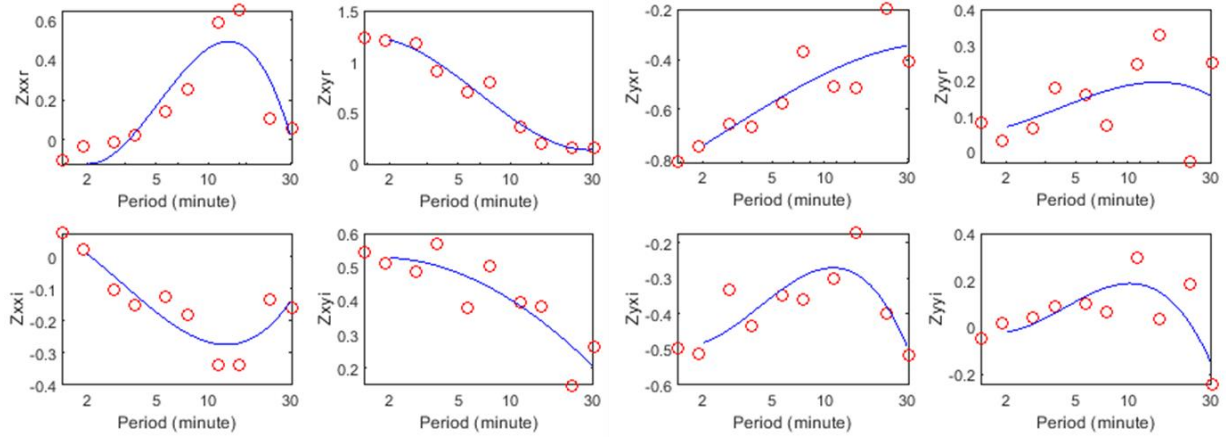 0.6
0.4
0.2
0
Zxxr
2 5 10 30
Period (minute)
1.5
1
0.5
0
Zxyr
2 5 10 30
Period (minute)
-0.2
-0.4
-0.6
-0.8
Zyxr
2 5 10 30
Period (minute)
0.4
0.3
0.2
0.1
0
Zyyr
2 5 10 30
Period (minute)
0
-0.1
-0.2
-0.3
-0.4
Zxxi
2 5 10 30
Period (minute)
0.6
0.5
0.4
0.3
0.2
Zxyi
2 5 10 30
Period (minute)
-0.2
-0.3
-0.4
-0.5
-0.6
Zyxi
2 5 10 30
Period (minute)
0.4
0.2
0
-0.2
Zyyi
2 5 10 30
Period (minute)